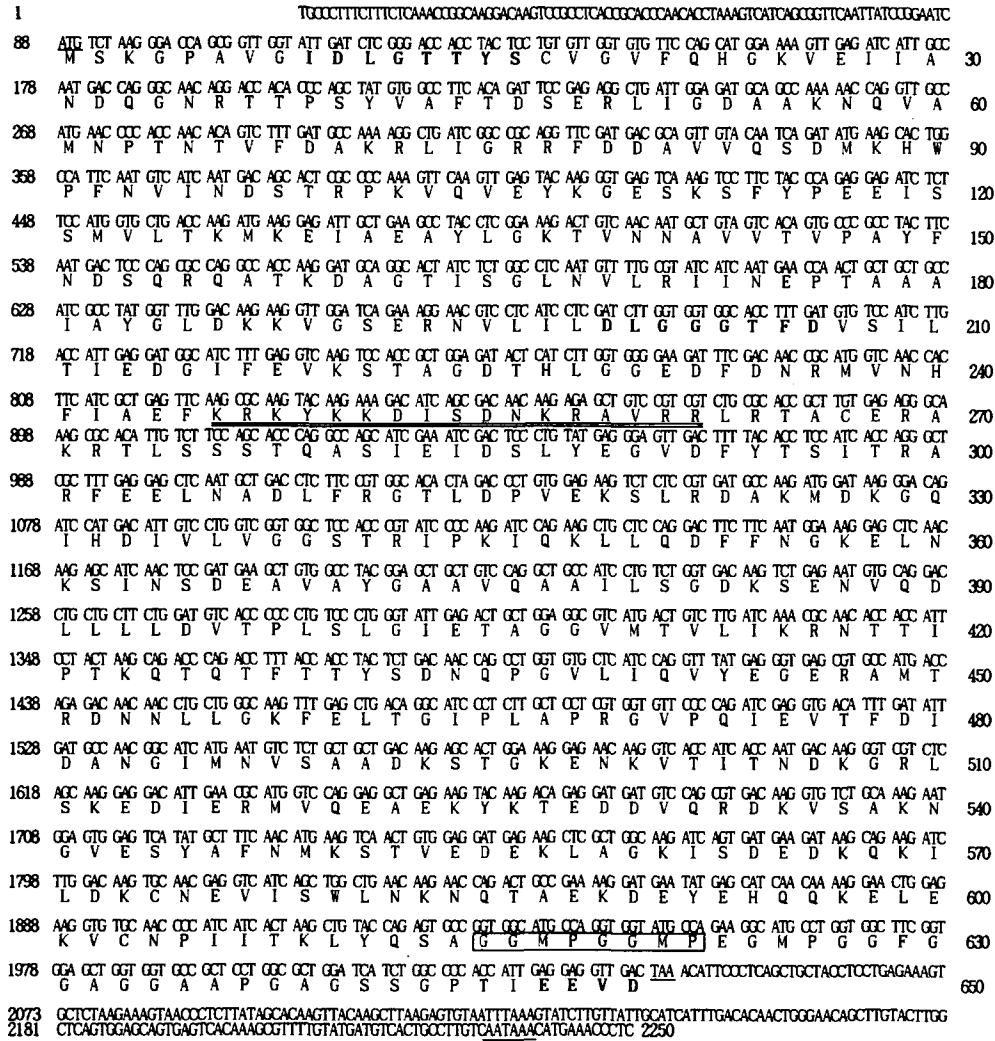 1 TGCCCTTTCTTTCTCAAACCGGCAAGGACAAGTCCGCCTCACCGCACCCAACACCTAAAGTCATCAGCGGTTCAATTATCCGGAATC
88 ATG TCT AAG GGA CCA GCG GTT GGT ATT GAT CTC GGG ACC ACC TAC TCC TGT GTT GGT GTG TTC CAG CAT GGA AAA GTT GAG ATC ATT GCC
M S K G P A V G I D L G T T Y S C V G V F Q H G K V E I I A 30
178 AAT GAC CAG GGC AAC AGG ACC ACA CCC AGC TAT GTG GCC TTC ACA GAT TCC GAG AGG CTG ATT GGA GAT GCA GCC AAA AAC CAG GTT GCC
N D Q G N R T T P S Y V A F T D S E R L I G D A A K N Q V A 60
268 ATG AAC CCC ACC AAC ACA GTC TTT GAT GCC AAA AGG CTG ATC GGC CGC AGG TTC GAT GAC GCA GTT GTA CAA TCA GAT ATG AAG CAC TGG
M N P T N T V F D A K R L I G R R F D D A V V Q S D M K H W 90
358 CCA TTC AAT GTC ATC AAT GAC AGC ACT CGC CCC AAA GTT CAA GTT GAG TAC AAG GGT GAG TCA AAG TCC TTC TAC CCA GAG GAG ATC TCT
P F N V I N D S T R P K V Q V E Y K G E S K S F Y P E E I S 120
448 TCC ATG GTG CTG ACC AAG ATG AAG GAG ATT GCT GAA GCC TAC CTC GGA AAG ACT GTC AAC AAT GCT GTA GTC ACA GTG CCC GCC TAC TTC
S M V L T K M K E I A E A Y L G K T V N N A V V T V P A Y F 150
538 AAT GAC TCC CAG CGC CAG GCC ACC AAG GAT GCA GGC ACT ATC TCT GGC CTC AAT GTT TTG CGT ATC ATC AAT GAA CCA ACT GCT GCT GCC
N D S Q R Q A T K D A G T I S G L N V L R I I N E P T A A A 180
628 ATC GCC TAT GGT TTG GAC AAG AAG GTT GGA TCA GAA AGG AAC GTC CTC ATC CTC GAT CTT GGT GGT GGC ACC TTT GAT GTG TCC ATC TTG
I A Y G L D K K V G S E R N V L I L D L G G G T F D V S I L 210
718 ACC ATT GAG GAT GGC ATC TTT GAG GTC AAG TCC ACC GCT GGA GAT ACT CAT CTT GGT GGG GAA GAT TTC GAC AAC CGC ATG GTC AAC CAC
T I E D G I F E V K S T A G D T H L G G E D F D N R M V N H 240
808 TTC ATC GCT GAG TTC AAG CGC AAG TAC AAG AAA GAC ATC AGC GAC AAC AAG AGA GCT GTC CGT CGT CTG CGC ACC GCT TGT GAG AGG GCA
F I A E F K R K Y K K D I S D N K R A V R R L R T A C E R A 270
898 AAG CGC ACA TTG TCT TCC AGC ACC CAG GCC AGC ATC GAA ATC GAC TCC CTG TAT GAG GGA GTT GAC TTT TAC ACC TCC ATC ACC AGG GCT
K R T L S S S T Q A S I E I D S L Y E G V D F Y T S I T R A 300
988 CGC TTT GAG GAG CTC AAT GCT GAC CTC TTC CGT GGC ACA CTA GAC CCT GTG GAG AAG TCT CTC CGT GAT GCC AAG ATG GAT AAG GGA CAG
R F E E L N A D L F R G T L D P V E K S L R D A K M D K G Q 330
1078 ATC CAT GAC ATT GTC CTG GTC GGT GGC TCC ACC CGT ATC CCC AAG ATC CAG AAG CTG CTC CAG GAC TTC TTC AAT GGA AAG GAG CTC AAC
I H D I V L V G G S T R I P K I Q K L L Q D F F N G K E L N 360
1168 AAG AGC ATC AAC TCC GAT GAA GCT GTG GCC TAC GGA GCT GCT GTC CAG GCT GCC ATC CTG TCT GGT GAC AAG TCT GAG AAT GTG CAG GAC
K S I N S D E A V A Y G A A V Q A A I L S G D K S E N V Q D 390
1258 CTG CTG CTT CTG GAT GTC ACC CCC CTG TCC CTG GGT ATT GAG ACT GCT GGA GGC GTC ATG ACT GTC TTG ATC AAA CGC AAC ACC ACC ATT
L L L L D V T P L S L G I E T A G G V M T V L I K R N T T I 420
1348 CCT ACT AAG CAG ACC CAG ACC TTT ACC ACC TAC TCT GAC AAC CAG CCT GGT GTG CTC ATC CAG GTT TAT GAG GGT GAG CGT GCC ATG ACC
P T K Q T Q T F T T Y S D N Q P G V L I Q V Y E G E R A M T 450
1438 AGA GAC AAC AAC CTG CTG GGC AAG TTT GAG CTG ACA GGC ATC CCT CTT GCT CCT CGT GGT GTT CCC CAG ATC GAG GTG ACA TTT GAT ATT
R D N N L L G K F E L T G I P L A P R G V P Q I E V T F D I 480
1528 GAT GCC AAC GGC ATC ATG AAT GTC TCT GCT GCT GAC AAG AGC ACT GGA AAG GAG AAC AAG GTC ACC ATC ACC AAT GAC AAG GGT CGT CTC
D A N G I M N V S A A D K S T G K E N K V T I T N D K G R L 510
1618 AGC AAG GAG GAC ATT GAA CGC ATG GTC CAG GAG GCT GAG AAG TAC AAG ACA GAG GAT GAT GTC CAG CGT GAC AAG GTG TCT GCA AAG AAT
S K E D I E R M V Q E A E K Y K T E D D V Q R D K V S A K N 540
1708 GGA GTG GAG TCA TAT GCT TTC AAC ATG AAG TCA ACT GTG GAG GAT GAG AAG CTC GCT GGC AAG ATC AGT GAT GAA GAT AAG CAG AAG ATC
G V E S Y A F N M K S T V E D E K L A G K I S D E D K Q K I 570
1798 TTG GAC AAG TGC AAC GAG GTC ATC AGC TGG CTG AAC AAG AAC CAG ACT GCC GAA AAG GAT GAA TAT GAG CAT CAA CAA AAG GAA CTG GAG
L D K C N E V I S W L N K N Q T A E K D E Y E H Q Q K E L E 600
1888 AAG GTG TGC AAC CCC ATC ATC ACT AAG CTG TAC CAG AGT GCC GGT GGC ATG CCA GGT GGT ATG CCA GAA GGC ATG CCT GGT GGC TTC GGT
K V C N P I I T K L Y Q S A G G M P G G M P E G M P G G F G 630
1978 GGA GCT GGT GGT GCC GCT CCT GGC GCT GGA TCA TCT GGC CCC ACC ATT GAG GAG GTT GAC TAA ACATTCCCTCAGCTGCTACCTCCTGAGAAAGT
G A G G A A P G A G S S G P T I E E V D 650
2073 GCTCTAAGAAAGTAACCCTCTTATAGCACAAGTTACAAGCTTAAGAGTGTAATTTAAAGTATCTTGTTATTGCATCATTTGACACAACTGGGAACAGCTTGTACTTGG
2181 CTCAGTGGAGCAGTGAGTCACAAAGCGTTTTGTATGATGTCACTGCCTTGTCAATAAACATGAAACCCTC 2250